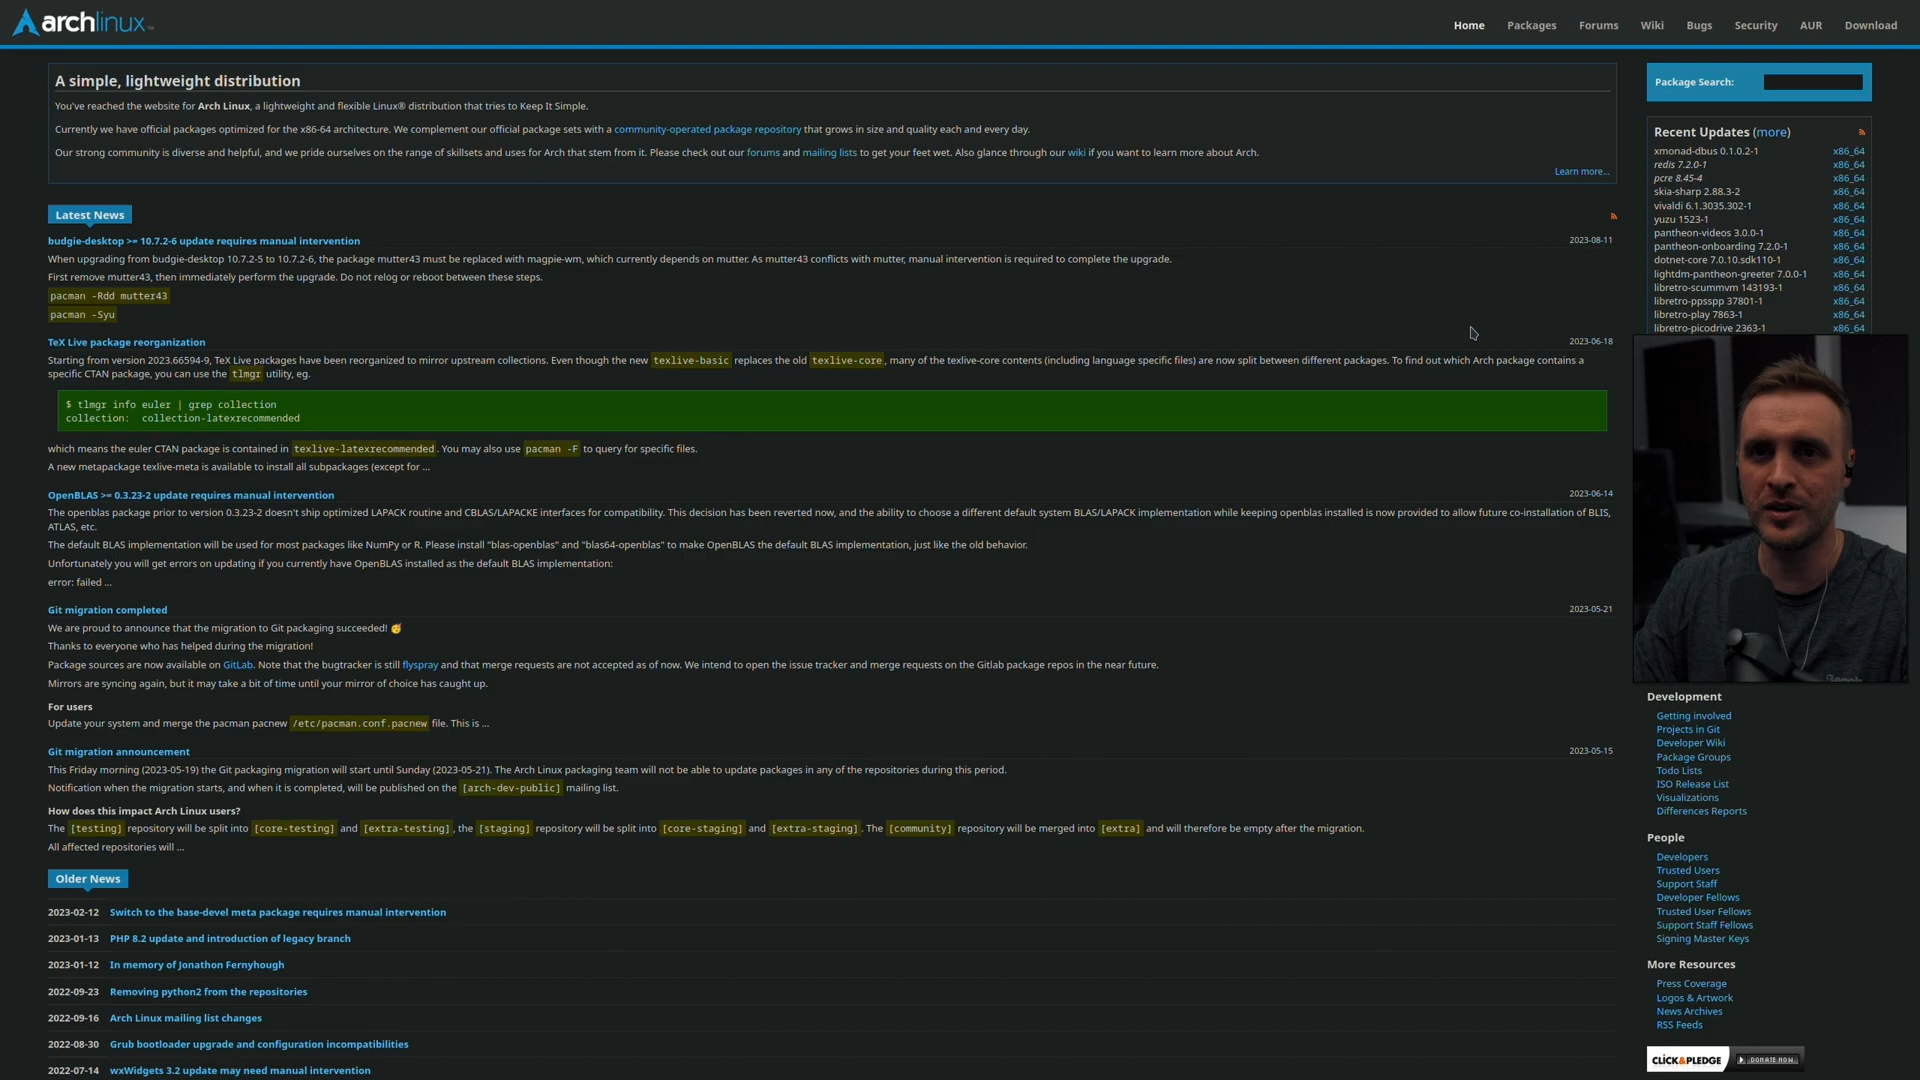 archlinux
Home Packages Forums Wiki Bugs Security AUR Download
A simple, lightweight distribution
You've reached the website for Arch Linux, a lightweight and flexible Linux® distribution that tries to Keep It Simple.
Currently we have official packages optimized for the x86-64 architecture. We complement our official package sets with a community-operated package repository that grows in size and quality each and every day.
Our strong community is diverse and helpful, and we pride ourselves on the range of skillsets and uses for Arch that stem from it. Please check out our forums and mailing lists to get your feet wet. Also glance through our wiki if you want to learn more about Arch.
Learn more...
Latest News
budgie-desktop >= 10.7.2-6 update requires manual intervention 2023-08-11
When upgrading from budgie-desktop 10.7.2-5 to 10.7.2-6, the package mutter43 must be replaced with magpie-wm, which currently depends on mutter. As mutter43 conflicts with mutter, manual intervention is required to complete the upgrade.
First remove mutter43, then immediately perform the upgrade. Do not relog or reboot between these steps.
pacman -Rdd mutter43
pacman -Syu
TeX Live package reorganization 2023-06-18
Starting from version 2023.66594-9, TeX Live packages have been reorganized to mirror upstream collections. Even though the new texlive-basic replaces the old texlive-core, many of the texlive-core contents (including language specific files) are now split between different packages. To find out which Arch package contains a
specific CTAN package, you can use the tlmgr utility, eg.
$ tlmgr info euler | grep collection
collection: collection-latexrecommended
which means the euler CTAN package is contained in texlive-latexrecommended. You may also use pacman -F to query for specific files.
A new metapackage texlive-meta is available to install all subpackages (except for ...
OpenBLAS >= 0.3.23-2 update requires manual intervention 2023-06-14
The openblas package prior to version 0.3.23-2 doesn't ship optimized LAPACK routine and CBLAS/LAPACKE interfaces for compatibility. This decision has been reverted now, and the ability to choose a different default system BLAS/LAPACK implementation while keeping openblas installed is now provided to allow future co-installation of BLIS,
ATLAS, etc.
The default BLAS implementation will be used for most packages like NumPy or R. Please install "blas-openblas" and "blas64-openblas" to make OpenBLAS the default BLAS implementation, just like the old behavior.
Unfortunately you will get errors on updating if you currently have OpenBLAS installed as the default BLAS implementation:
error: failed ...
Git migration completed 2023-05-21
We are proud to announce that the migration to Git packaging succeeded! 🥳
Thanks to everyone who has helped during the migration!
Package sources are now available on GitLab. Note that the bugtracker is still flyspray and that merge requests are not accepted as of now. We intend to open the issue tracker and merge requests on the Gitlab package repos in the near future.
Mirrors are syncing again, but it may take a bit of time until your mirror of choice has caught up.
For users
Update your system and merge the pacman pacnew /etc/pacman.conf.pacnew file. This is ...
Git migration announcement 2023-05-15
This Friday morning (2023-05-19) the Git packaging migration will start until Sunday (2023-05-21). The Arch Linux packaging team will not be able to update packages in any of the repositories during this period.
Notification when the migration starts, and when it is completed, will be published on the [arch-dev-public] mailing list.
How does this impact Arch Linux users?
The [testing] repository will be split into [core-testing] and [extra-testing], the [staging] repository will be split into [core-staging] and [extra-staging]. The [community] repository will be merged into [extra] and will therefore be empty after the migration.
All affected repositories will ...
Older News
2023-02-12 Switch to the base-devel meta package requires manual intervention
2023-01-13 PHP 8.2 update and introduction of legacy branch
2023-01-12 In memory of Jonathon Fernyhough
2022-09-23 Removing python2 from the repositories
2022-09-16 Arch Linux mailing list changes
2022-08-30 Grub bootloader upgrade and configuration incompatibilities
2022-07-14 wxWidgets 3.2 update may need manual intervention
Package Search:
Recent Updates (more)
xmonad-dbus 0.1.0.2-1 x86_64
redis 7.2.0-1 x86_64
pcre 8.45-4 x86_64
skia-sharp 2.88.3-2 x86_64
vivaldi 6.1.3035.302-1 x86_64
yuzu 1523-1 x86_64
pantheon-videos 3.0.0-1 x86_64
pantheon-onboarding 7.2.0-1 x86_64
dotnet-core 7.0.10.sdk110-1 x86_64
lightdm-pantheon-greeter 7.0.0-1 x86_64
libretro-scummvm 143193-1 x86_64
libretro-ppsspp 37801-1 x86_64
libretro-play 7863-1 x86_64
libretro-picodrive 2363-1 x86_64
Development
Getting involved
Projects in Git
Developer Wiki
Package Groups
Todo Lists
ISO Release List
Visualizations
Differences Reports
People
Developers
Trusted Users
Support Staff
Developer Fellows
Trusted User Fellows
Support Staff Fellows
Signing Master Keys
More Resources
Press Coverage
Logos & Artwork
News Archives
RSS Feeds
CLICK&PLEDGE DONATE NOW